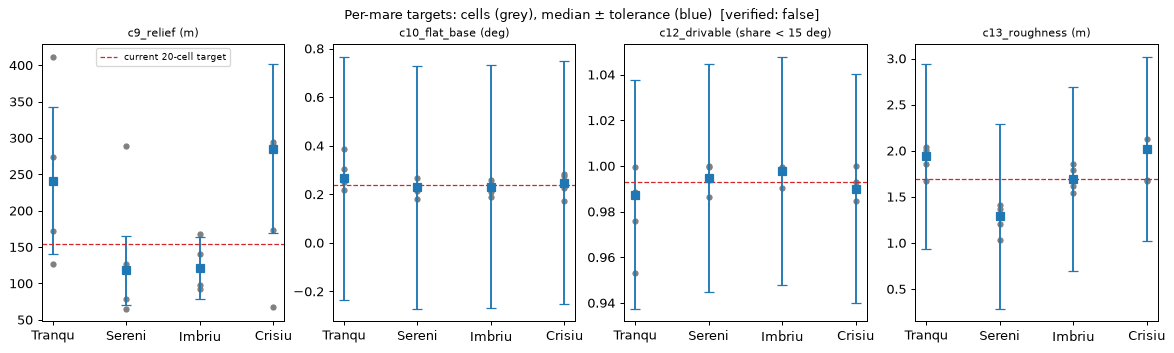 Per-mare targets: cells (grey), median ± tolerance (blue)  [verified: false]
c9_relief (m)
c10_flat_base (deg)
c12_drivable (share < 15 deg)
c13_roughness (m)
current 20-cell target
400
350
300
250
200
150
100
50
Tranqu Sereni Imbriu Crisiu
0.8
0.6
0.4
0.2
0.0
−0.2
Tranqu Sereni Imbriu Crisiu
1.04
1.02
1.00
0.98
0.96
0.94
Tranqu Sereni Imbriu Crisiu
3.0
2.5
2.0
1.5
1.0
0.5
Tranqu Sereni Imbriu Crisiu